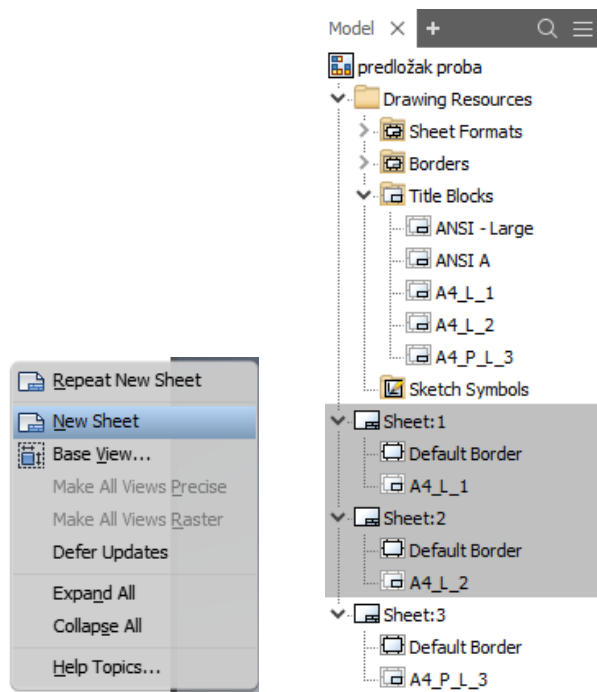 Repeat New Sheet
New Sheet
Base View...
Make All Views Precise
Make All Views Raster
Defer Updates
Expand All
Collapse All
Help Topics...
Model
predložak proba
Drawing Resources
Sheet Formats
Borders
Title Blocks
ANSI - Large
ANSI A
A4_L_1
A4_L_2
A4_P_L_3
Sketch Symbols
Sheet:1
Default Border
A4_L_1
Sheet:2
Default Border
A4_L_2
Sheet:3
Default Border
A4_P_L_3